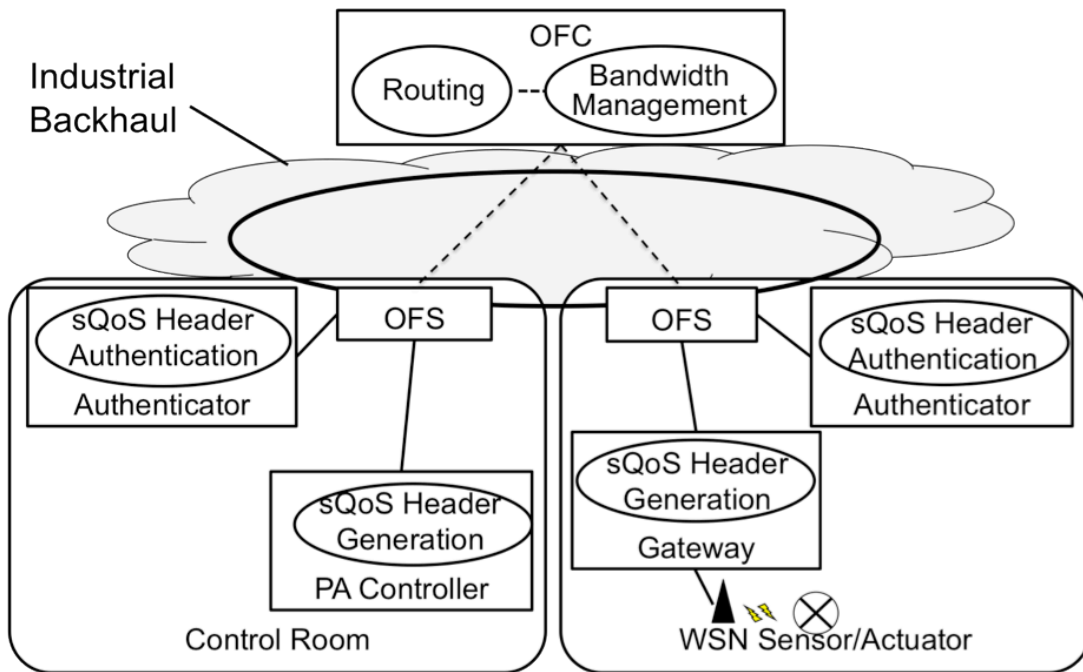 OFC
Routing
Bandwidth
Management
Industrial
Backhaul
OFS
sQoS Header
Authentication
Authenticator
sQoS Header
Generation
PA Controller
Control Room
OFS
sQoS Header
Authentication
Authenticator
sQoS Header
Generation
Gateway
WSN Sensor/Actuator